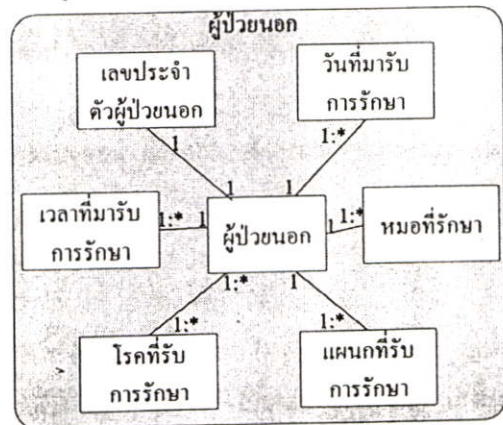 ผู้ป่วยนอก
เลขประจำ
ตัวผู้ป่วยนอก
วันที่มารับ
การรักษา
1
1:*
1
1
เวลาที่มารับ
การรักษา
1:*
1
ผู้ป่วยนอก
1
1:*
หมอที่รักษา
1:*
1
1:*
1:*
โรคที่รับ
การรักษา
แผนกที่รับ
การรักษา